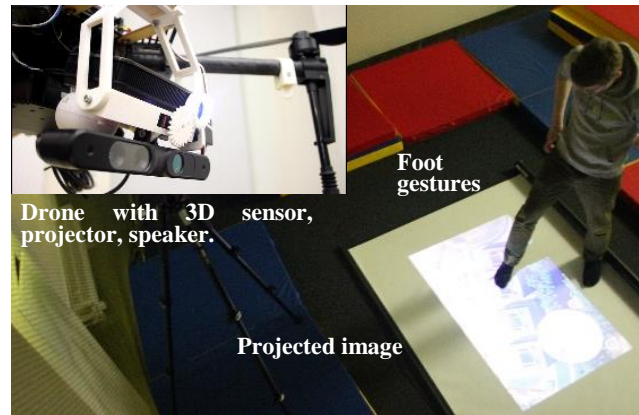 Foot
gestures
Drone with 3D sensor,
projector, speaker.
Projected image